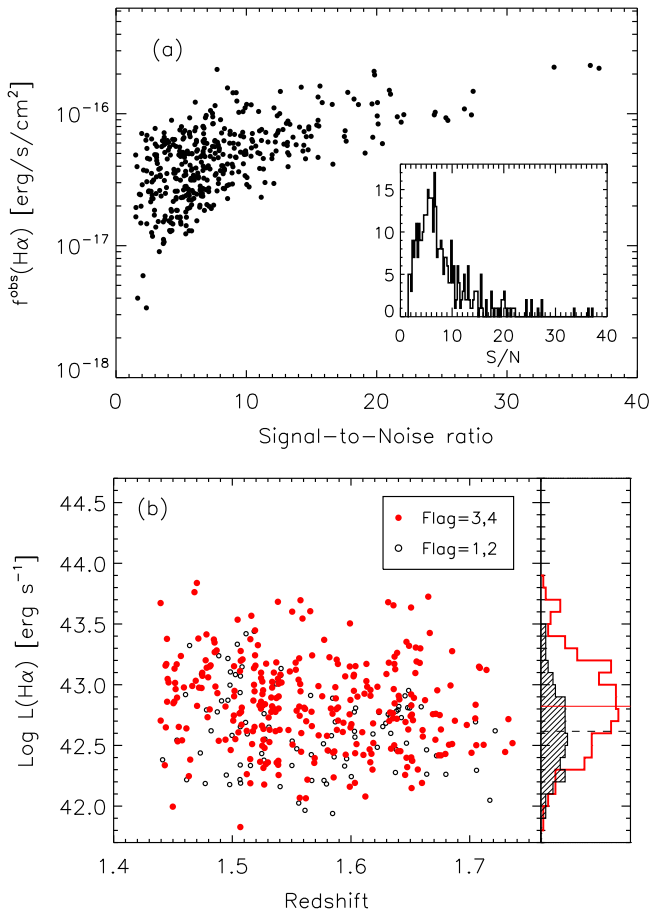 (a)
f^obs(Hα) [erg/s/cm²]
10⁻¹⁶
10⁻¹⁷
10⁻¹⁸
15
10
5
0
0 10 20 30 40
S/N
0 10 20 30 40
Signal-to-Noise ratio
(b)
Flag=3,4
Flag=1,2
Log L(Hα) [erg s⁻¹]
44.5
44.0
43.5
43.0
42.5
42.0
1.4 1.5 1.6 1.7
Redshift